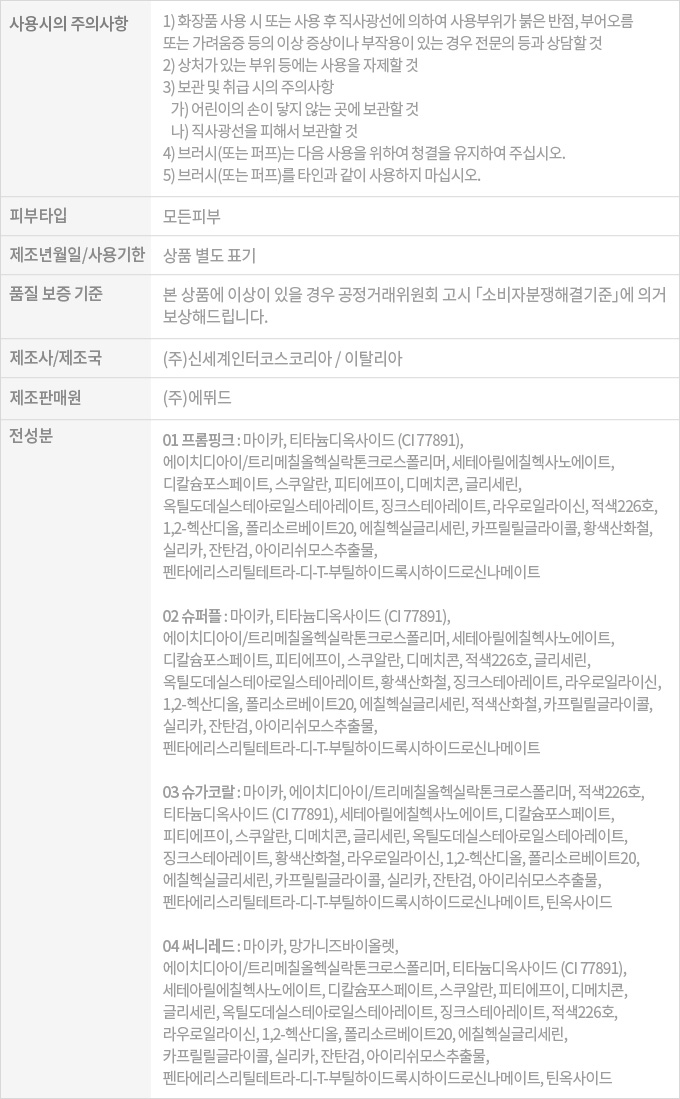 사용시의 주의사항
1) 화장품 사용 시 또는 사용 후 직사광선에 의하여 사용부위가 붉은 반점, 부어오름
또는 가려움증 등의 이상 증상이나 부작용이 있는 경우 전문의 등과 상담할 것
2) 상처가 있는 부위 등에는 사용을 자제할 것
3) 보관 및 취급 시의 주의사항
가) 어린이의 손이 닿지 않는 곳에 보관할 것
나) 직사광선을 피해서 보관할 것
4) 브러시(또는 퍼프)는 다음 사용을 위하여 청결을 유지하여 주십시오.
5) 브러시(또는 퍼프)를 타인과 같이 사용하지 마십시오.
피부타입
모든피부
제조년월일/사용기한
상품 별도 표기
품질 보증 기준
본 상품에 이상이 있을 경우 공정거래위원회 고시 「소비자분쟁해결기준」에 의거
보상해드립니다.
제조사/제조국
(주)신세계인터코스코리아 / 이탈리아
제조판매원
(주)에뛰드
전성분
01 프롬핑크 : 마이카, 티타늄디옥사이드 (CI 77891),
에이치디아이/트리메칠올헥실락톤크로스폴리머, 세테아릴에칠헥사노에이트,
디칼슘포스페이트, 스쿠알란, 피티에프이, 디메치콘, 글리세린,
옥틸도데실스테아로일스테아레이트, 징크스테아레이트, 라우로일라이신, 적색226호,
1,2-헥산디올, 폴리소르베이트20, 에칠헥실글리세린, 카프릴릴글라이콜, 황색산화철,
실리카, 잔탄검, 아이리쉬모스추출물,
펜타에리스리틸테트라-디-T-부틸하이드록시하이드로신나메이트
02 슈퍼플 : 마이카, 티타늄디옥사이드 (CI 77891),
에이치디아이/트리메칠올헥실락톤크로스폴리머, 세테아릴에칠헥사노에이트,
디칼슘포스페이트, 피티에프이, 스쿠알란, 디메치콘, 적색226호, 글리세린,
옥틸도데실스테아로일스테아레이트, 황색산화철, 징크스테아레이트, 라우로일라이신,
1,2-헥산디올, 폴리소르베이트20, 에칠헥실글리세린, 적색산화철, 카프릴릴글라이콜,
실리카, 잔탄검, 아이리쉬모스추출물,
펜타에리스리틸테트라-디-T-부틸하이드록시하이드로신나메이트
03 슈가코랄 : 마이카, 에이치디아이/트리메칠올헥실락톤크로스폴리머, 적색226호,
티타늄디옥사이드 (CI 77891), 세테아릴에칠헥사노에이트, 디칼슘포스페이트,
피티에프이, 스쿠알란, 디메치콘, 글리세린, 옥틸도데실스테아로일스테아레이트,
징크스테아레이트, 황색산화철, 라우로일라이신, 1,2-헥산디올, 폴리소르베이트20,
에칠헥실글리세린, 카프릴릴글라이콜, 실리카, 잔탄검, 아이리쉬모스추출물,
펜타에리스리틸테트라-디-T-부틸하이드록시하이드로신나메이트, 틴옥사이드
04 써니레드 : 마이카, 망가니즈바이올렛,
에이치디아이/트리메칠올헥실락톤크로스폴리머, 티타늄디옥사이드 (CI 77891),
세테아릴에칠헥사노에이트, 디칼슘포스페이트, 스쿠알란, 피티에프이, 디메치콘,
글리세린, 옥틸도데실스테아로일스테아레이트, 징크스테아레이트, 적색226호,
라우로일라이신, 1,2-헥산디올, 폴리소르베이트20, 에칠헥실글리세린,
카프릴릴글라이콜, 실리카, 잔탄검, 아이리쉬모스추출물,
펜타에리스리틸테트라-디-T-부틸하이드록시하이드로신나메이트, 틴옥사이드